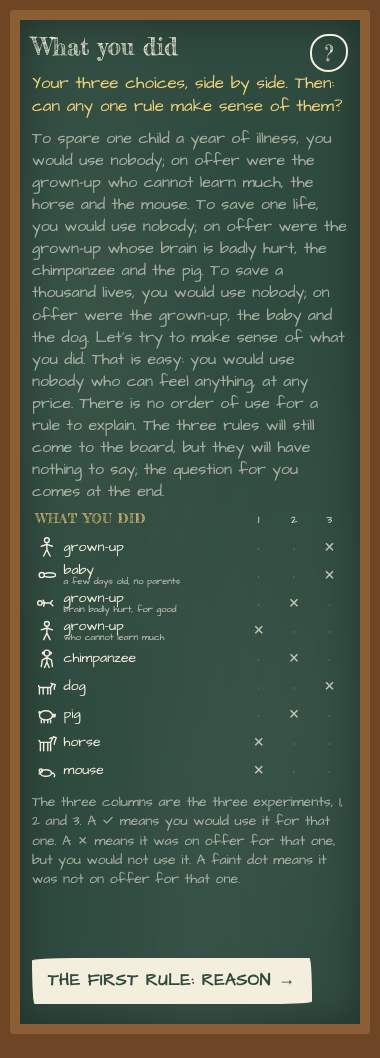 What you did
?
Your three choices, side by side. Then:
can any one rule make sense of them?
To spare one child a year of illness, you
would use nobody; on offer were the
grown-up who cannot learn much, the
horse and the mouse. To save one life,
you would use nobody; on offer were the
grown-up whose brain is badly hurt, the
chimpanzee and the pig. To save a
thousand lives, you would use nobody; on
offer were the grown-up, the baby and
the dog. Let's try to make sense of what
you did. That is easy: you would use
nobody who can feel anything, at any
price. There is no order of use for a
rule to explain. The three rules will still
come to the board, but they will have
nothing to say; the question for you
comes at the end.
WHAT YOU DID 1 2 3
grown-up · · ×
baby · · ×
a few days old, no parents
grown-up · × ·
brain badly hurt, for good
grown-up × · ·
who cannot learn much
chimpanzee · × ·
dog · · ×
pig · × ·
horse × · ·
mouse × · ·
The three columns are the three experiments, 1,
2 and 3. A ✓ means you would use it for that
one. A × means it was on offer for that one,
but you would not use it. A faint dot means it
was not on offer for that one.
THE FIRST RULE: REASON →